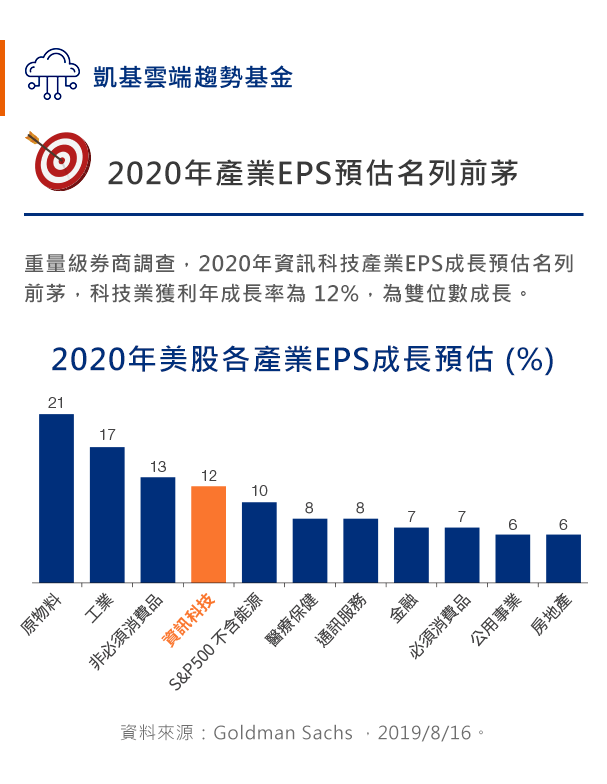 凱基雲端趨勢基金
2020年產業EPS預估名列前茅
重量級券商調查，2020年資訊科技產業EPS成長預估名列
前茅，科技業獲利年成長率為 12%，為雙位數成長。
2020年美股各產業EPS成長預估 (%)
21
17
13
12
10
8
8
7
7
6
6
原物料
工業
非必須消費品
資訊科技
S&P500 不含能源
醫療保健
通訊服務
金融
必須消費品
公用事業
房地產
資料來源：Goldman Sachs ，2019/8/16。